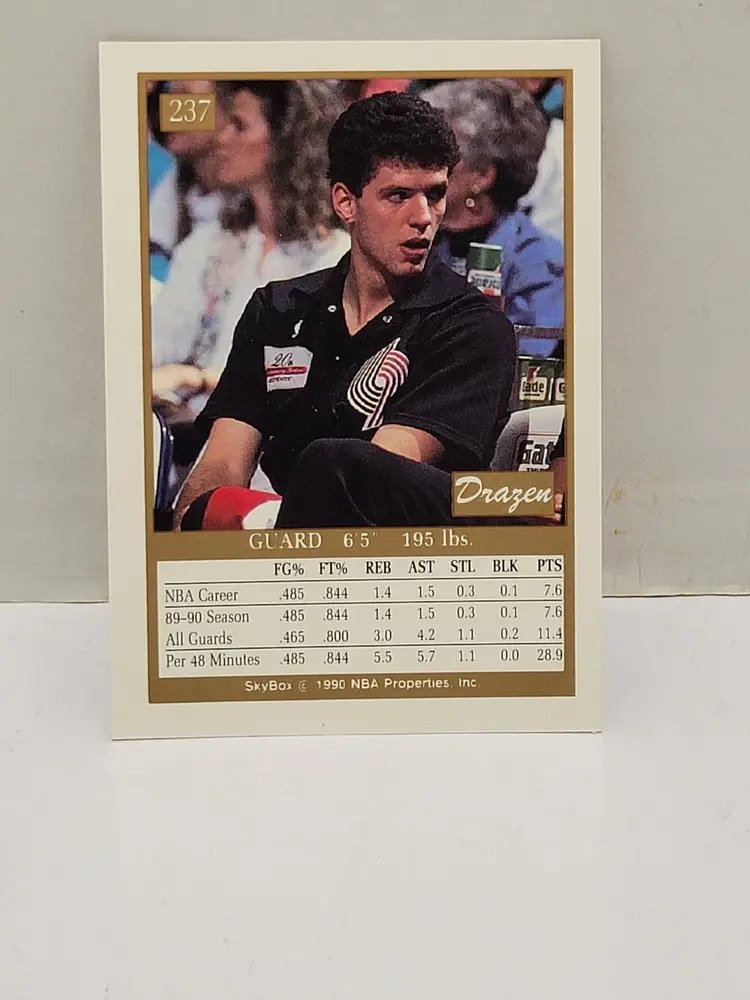 237
20th
Gatorade
Gat
Drazen
GUARD 6'5" 195 lbs.
FG% FT% REB AST STL BLK PTS
NBA Career .485 .844 1.4 1.5 0.3 0.1 7.6
89-90 Season .485 .844 1.4 1.5 0.3 0.1 7.6
All Guards .465 .800 3.0 4.2 1.1 0.2 11.4
Per 48 Minutes .485 .844 5.5 5.7 1.1 0.0 28.9
SkyBox © 1990 NBA Properties, Inc.